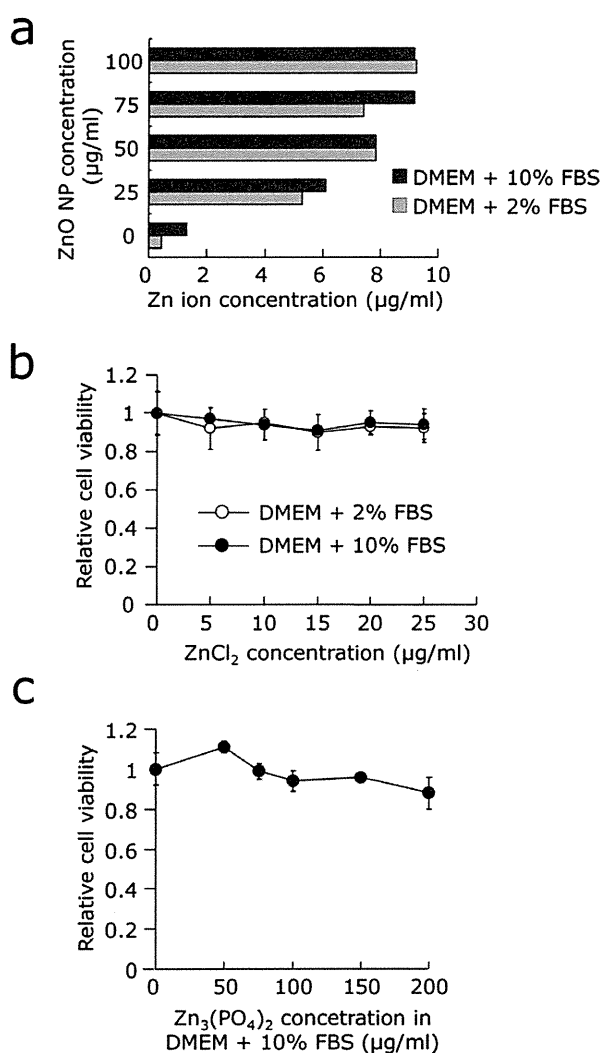 a
ZnO NP concentration
(µg/ml)
100
75
50
25
0
DMEM + 10% FBS
DMEM + 2% FBS
0 2 4 6 8 10
Zn ion concentration (µg/ml)
b
Relative cell viability
1.2
1
0.8
0.6
0.4
0.2
0
DMEM + 2% FBS
DMEM + 10% FBS
0 5 10 15 20 25 30
ZnCl₂ concentration (µg/ml)
c
Relative cell viability
1.2
1
0.8
0.6
0.4
0.2
0
0 50 100 150 200
Zn₃(PO₄)₂ concetration in
DMEM + 10% FBS (µg/ml)